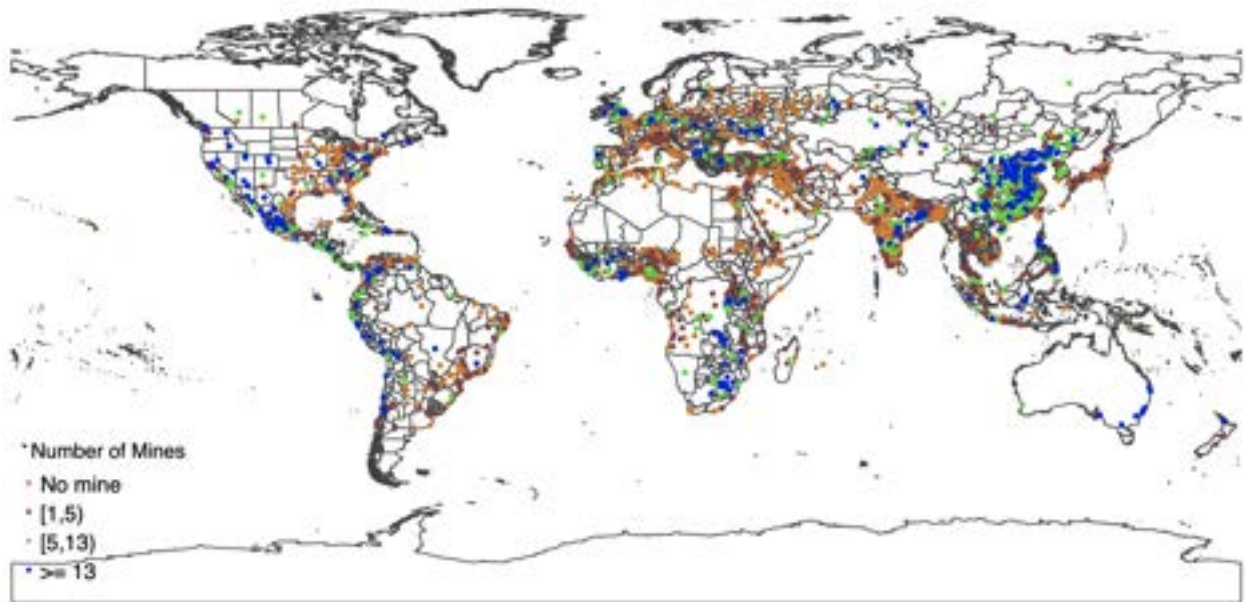 Number of Mines
No mine
[1,5)
[5,13)
>= 13